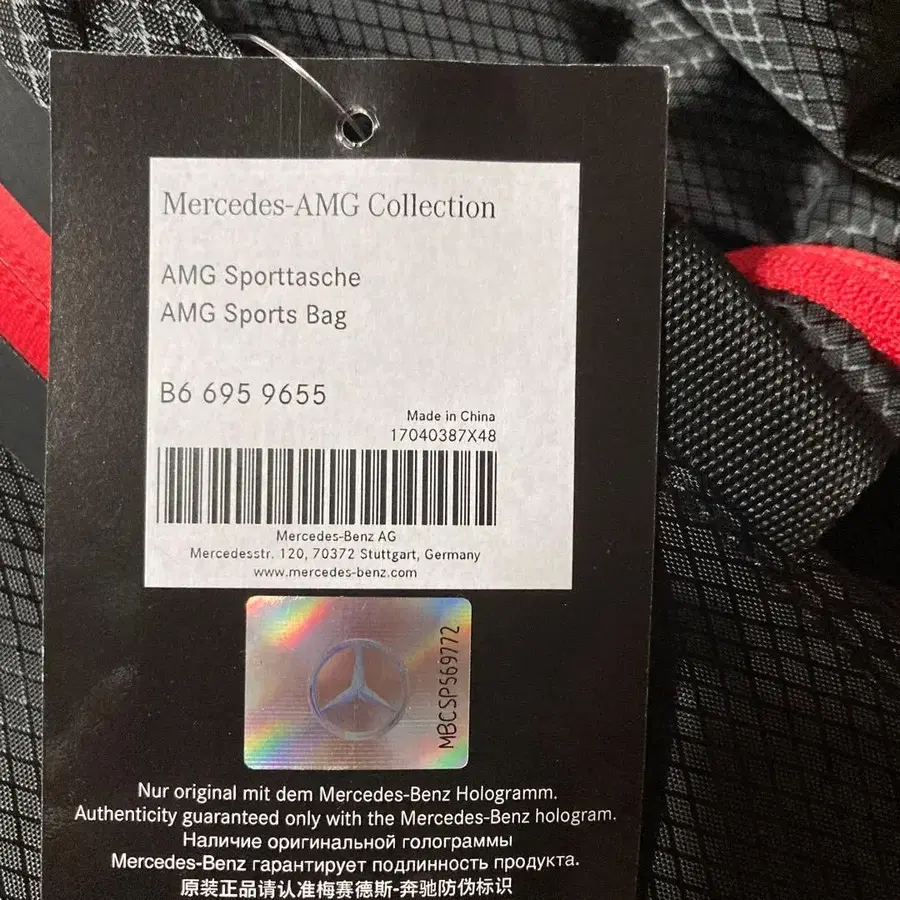 Mercedes-AMG Collection
AMG Sporttasche
AMG Sports Bag
B6 695 9655
Made in China
17040387X48
Mercedes-Benz AG
Mercedesstr. 120, 70372 Stuttgart, Germany
www.mercedes-benz.com
MBCSP569772
Nur original mit dem Mercedes-Benz Hologramm.
Authenticity guaranteed only with the Mercedes-Benz hologram.
Наличие оригинальной голограммы
Mercedes-Benz гарантирует подлинность продукта.
原装正品请认准梅赛德斯-奔驰防伪标识